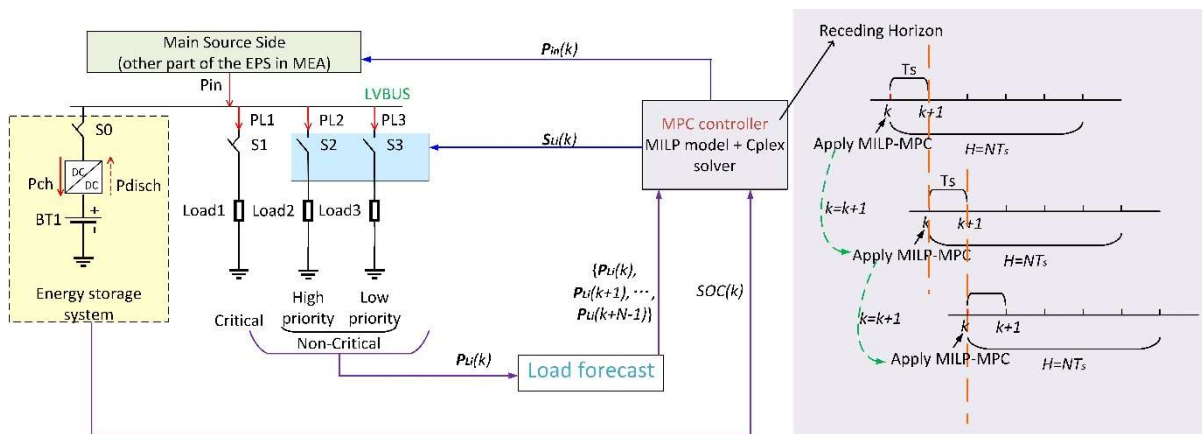 Main Source Side
(other part of the EPS in MEA)
Pin
LVBUS
S0
Pch
DC
DC
Pdisch
BT1
+
-
Energy storage
system
PL1
PL2
PL3
S1
S2
S3
Load1
Load2
Load3
Critical
High
priority
Low
priority
Non-Critical
Pin(k)
SLi(k)
PLi(k)
Load forecast
{PLi(k),
PLi(k+1),···,
PLi(k+N-1)}
SOC(k)
MPC controller
MILP model + Cplex
solver
Receding Horizon
Ts
k
k+1
Apply MILP-MPC
H=NTs
k=k+1
Ts
k
k+1
Apply MILP-MPC
H=NTs
k=k+1
k
k+1
Apply MILP-MPC
H=NTs